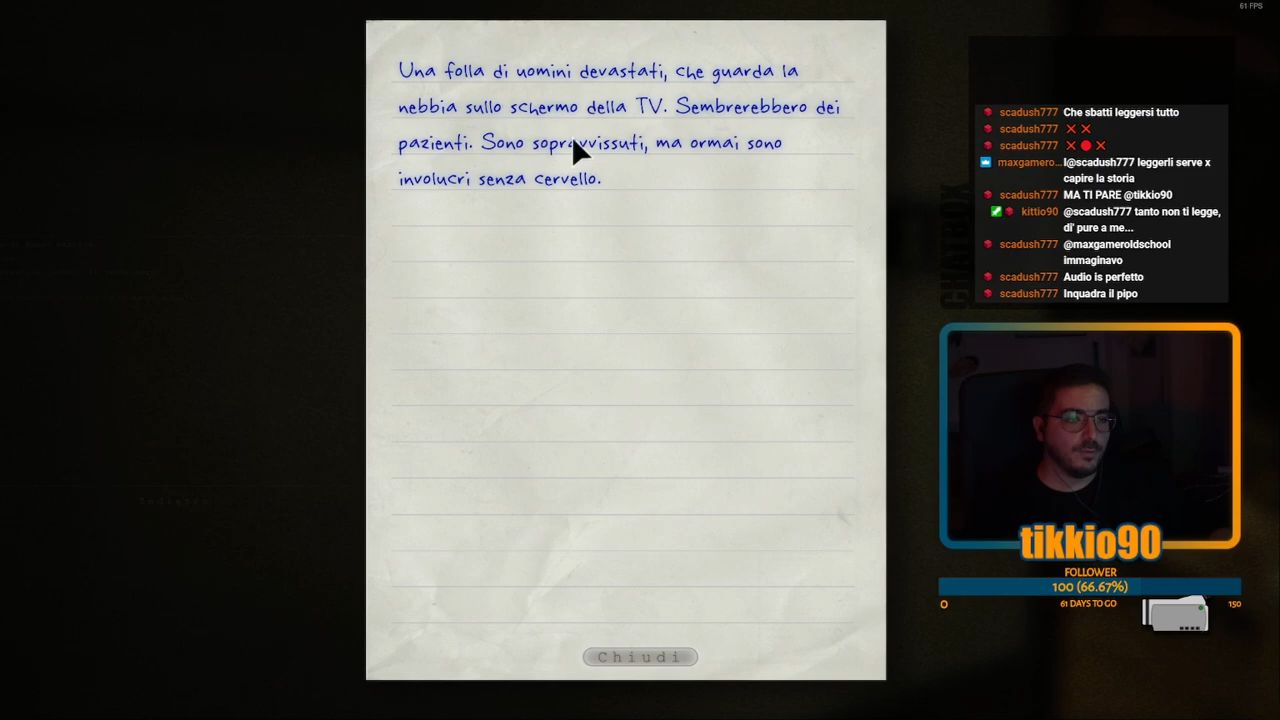 61 FPS
Una folla di uomini devastati, che guarda la
nebbia sullo schermo della TV. Sembrerebbero dei
pazienti. Sono sopravvissuti, ma ormai sono
involucri senza cervello.
Chiudi
scadush777 Che sbatti leggersi tutto
scadush777
scadush777
maxgamero... l@scadush777 leggerli serve x
capire la storia
scadush777 MA TI PARE @tikkio90
kittio90 @scadush777 tanto non ti legge,
di' pure a me...
scadush777 @maxgameroldschool
immaginavo
scadush777 Audio is perfetto
scadush777 Inquadra il pipo
CHATBOX
tikkio90
FOLLOWER
100 (66.67%)
0 61 DAYS TO GO 150